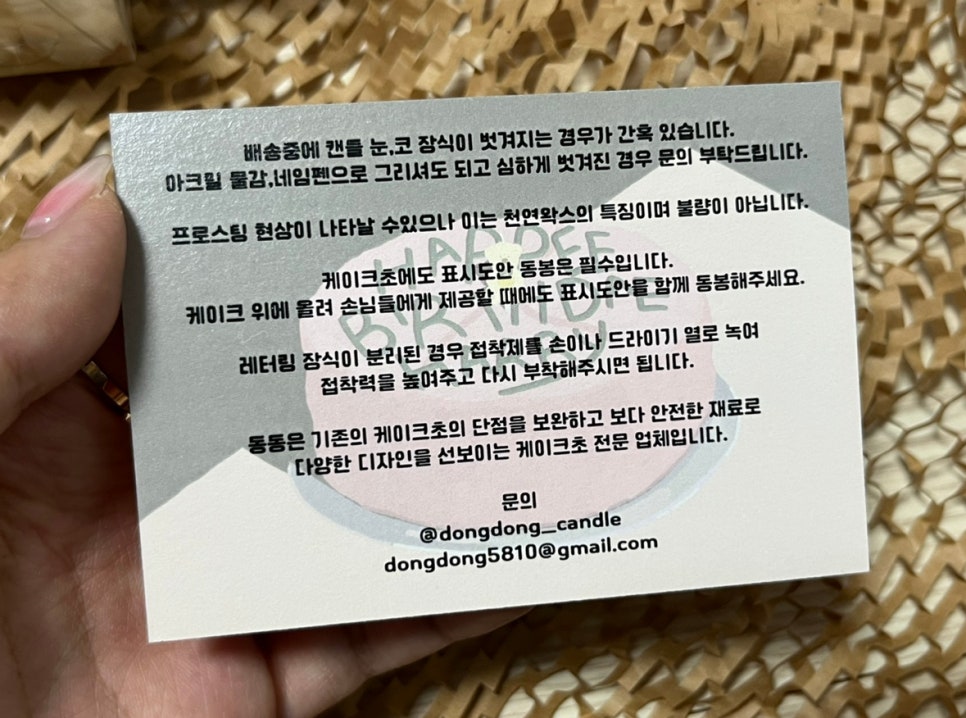 배송중에 캔들 눈,코 장식이 벗겨지는 경우가 간혹 있습니다.
아크릴 물감,네임펜으로 그리셔도 되고 심하게 벗겨진 경우 문의 부탁드립니다.
프로스팅 현상이 나타날 수있으나 이는 천연왁스의 특징이며 불량이 아닙니다.
케이크초에도 표시도안 동봉은 필수입니다.
케이크 위에 올려 손님들에게 제공할 때에도 표시도안을 함께 동봉해주세요.
레터링 장식이 분리된 경우 접착제를 손이나 드라이기 열로 녹여
접착력을 높여주고 다시 부착해주시면 됩니다.
동동은 기존의 케이크초의 단점을 보완하고 보다 안전한 재료로
다양한 디자인을 선보이는 케이크초 전문 업체입니다.
문의
@dongdong_candle
dongdong5810@gmail.com
HAPPEE
BIRTHDAE